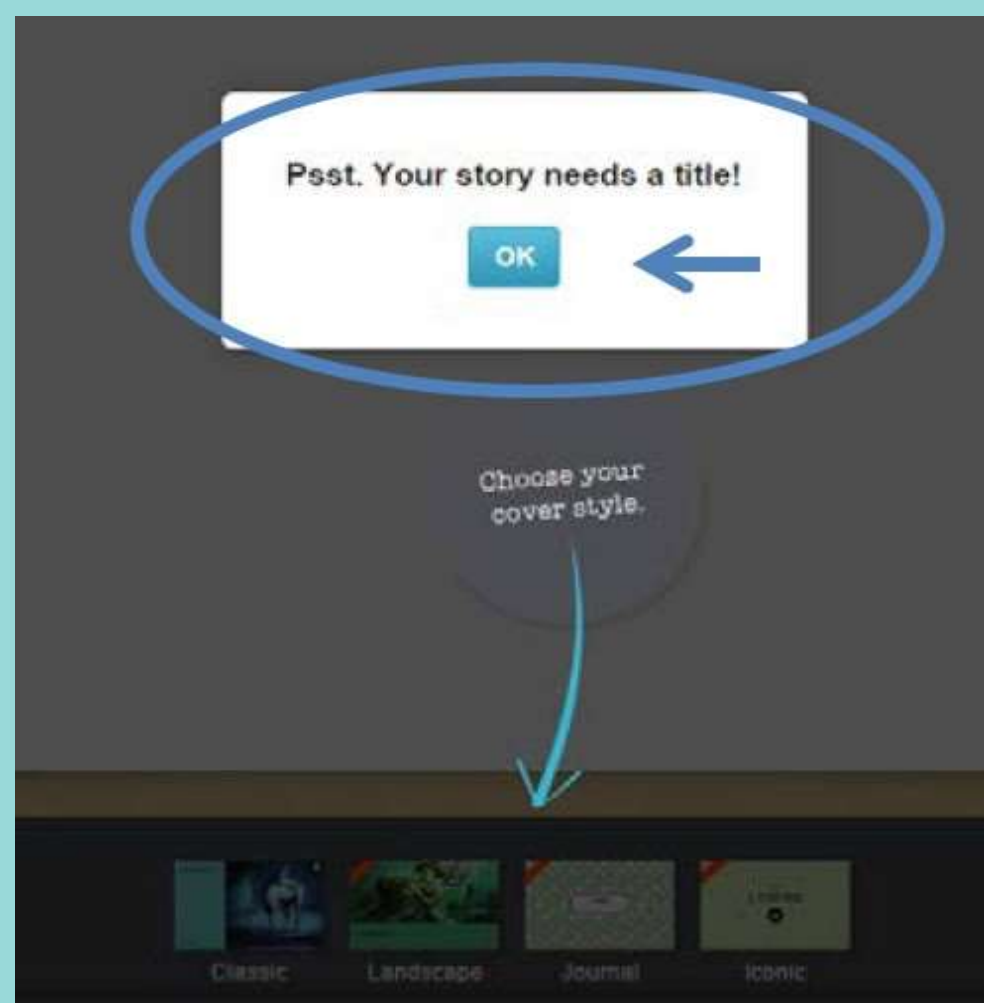 Psst. Your story needs a title!
OK
Choose your
cover style.
Classic
Landscape
Journal
Iconic